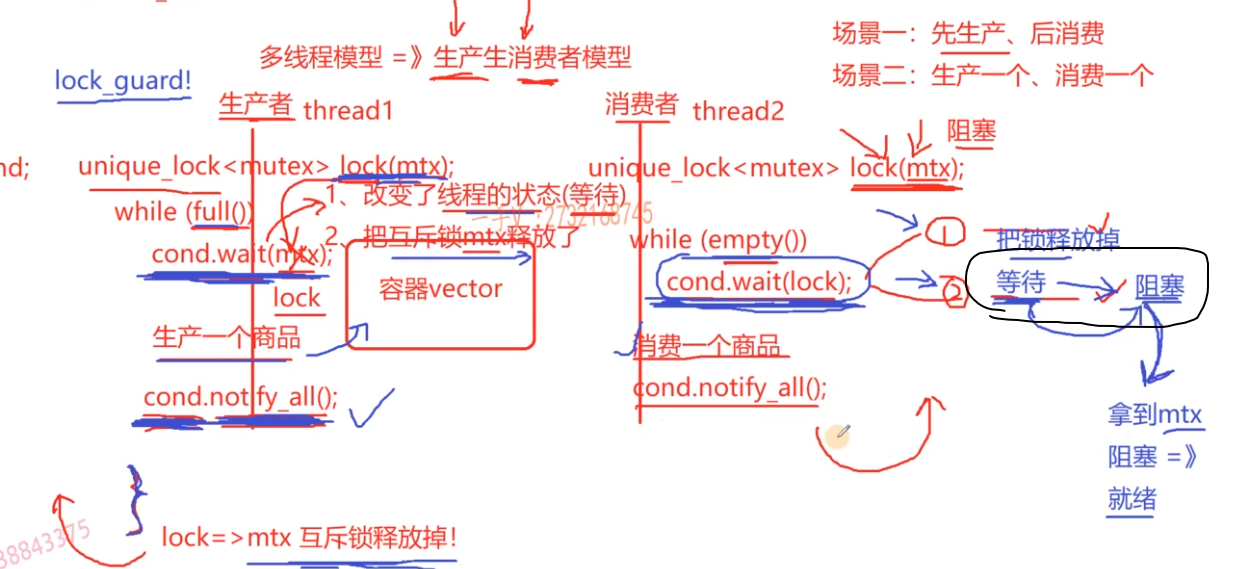 场景一：先生产、后消费
多线程模型 =》生产生消费者模型
场景二：生产一个、消费一个
lock_guard!
生产者 thread1
消费者 thread2
阻塞
nd;
unique_lock<mutex> lock(mtx);
unique_lock<mutex> lock(mtx);
1、改变了线程的状态(等待)
while (full())
2、把互斥锁mtx释放了
while (empty())
① 把锁释放掉
cond.wait(mtx);
cond.wait(lock);
② 等待 阻塞
lock
容器vector
生产一个商品
消费一个商品
cond.notify_all();
cond.notify_all();
拿到mtx
阻塞 =》
就绪
}
lock=>mtx 互斥锁释放掉！
38843375